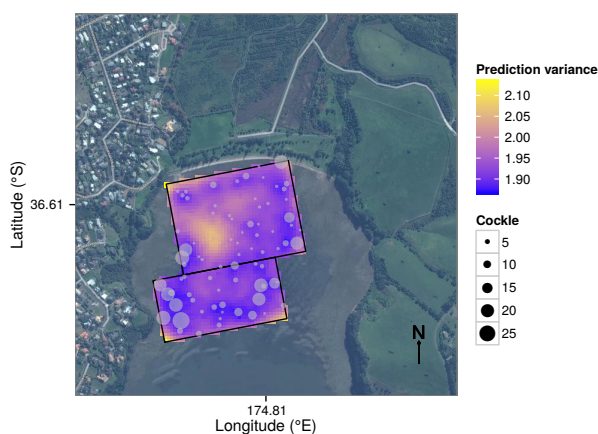 Latitude (°S)
36.61
174.81
Longitude (°E)
N
Prediction variance
2.10
2.05
2.00
1.95
1.90
Cockle
5
10
15
20
25